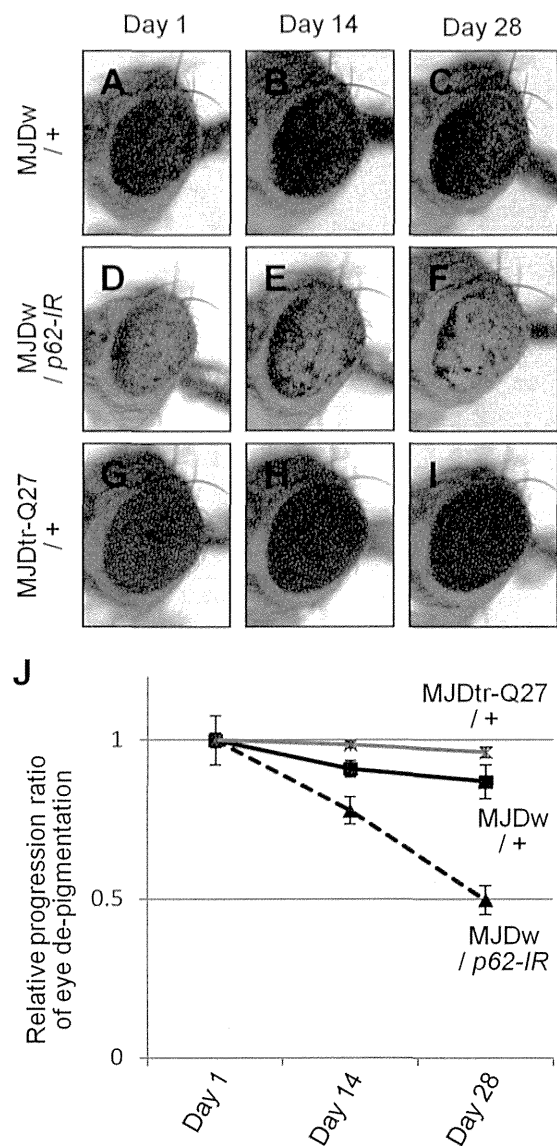 Day 1
Day 14
Day 28
MJDw
/ +
A
B
C
MJDw
/ p62-IR
D
E
F
MJDtr-Q27
/ +
G
H
I
J
Relative progression ratio
of eye de-pigmentation
1
0.5
0
MJDtr-Q27
/ +
MJDw
/ +
MJDw
/ p62-IR
Day 1
Day 14
Day 28